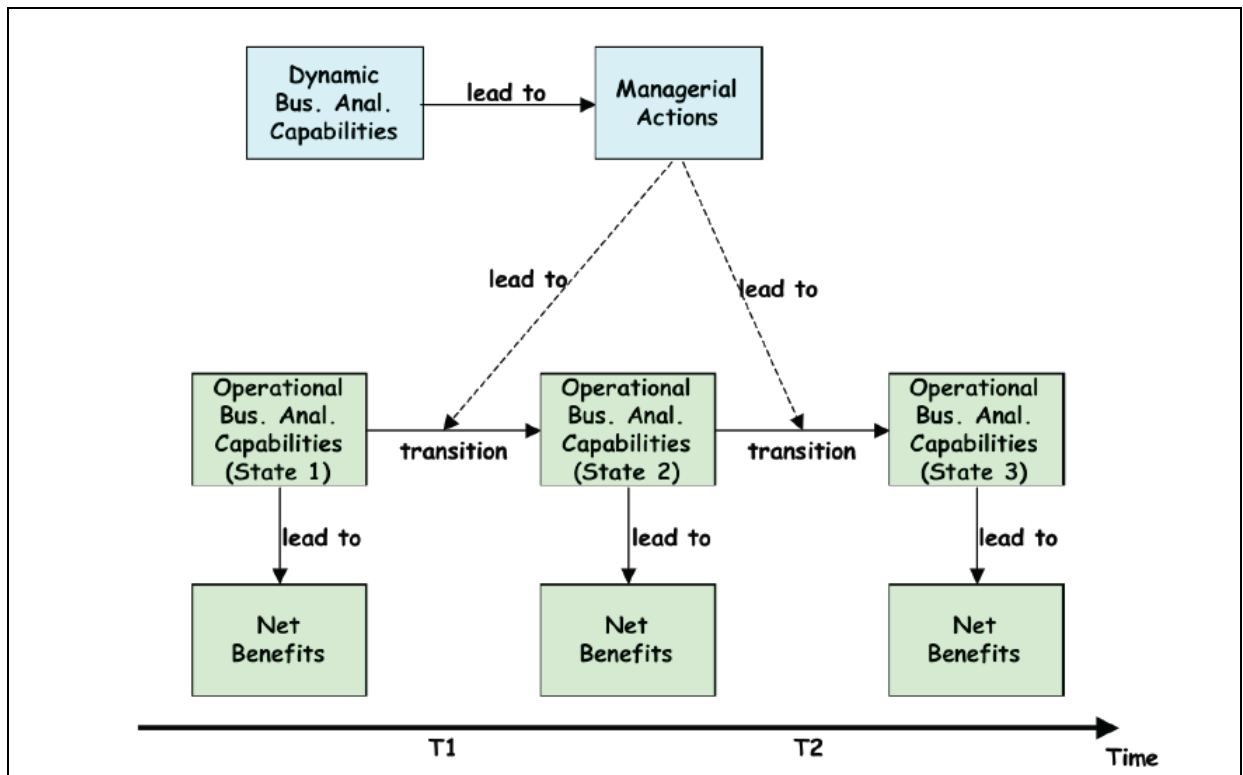 Dynamic
Bus. Anal.
Capabilities
lead to
Managerial
Actions
lead to
lead to
Operational
Bus. Anal.
Capabilities
(State 1)
transition
Operational
Bus. Anal.
Capabilities
(State 2)
transition
Operational
Bus. Anal.
Capabilities
(State 3)
lead to
lead to
lead to
Net
Benefits
Net
Benefits
Net
Benefits
T1
T2
Time